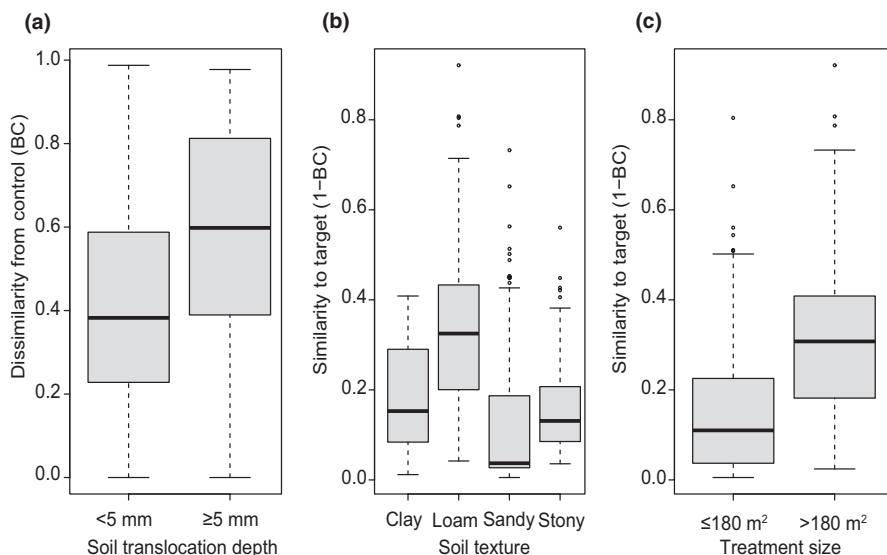 (a)
Dissimilarity from control (BC)
1.0
0.8
0.6
0.4
0.2
0.0
<5 mm ≥5 mm
Soil translocation depth
(b)
Similarity to target (1−BC)
0.8
0.6
0.4
0.2
0.0
Clay Loam Sandy Stony
Soil texture
(c)
Similarity to target (1−BC)
0.8
0.6
0.4
0.2
0.0
≤180 m² >180 m²
Treatment size